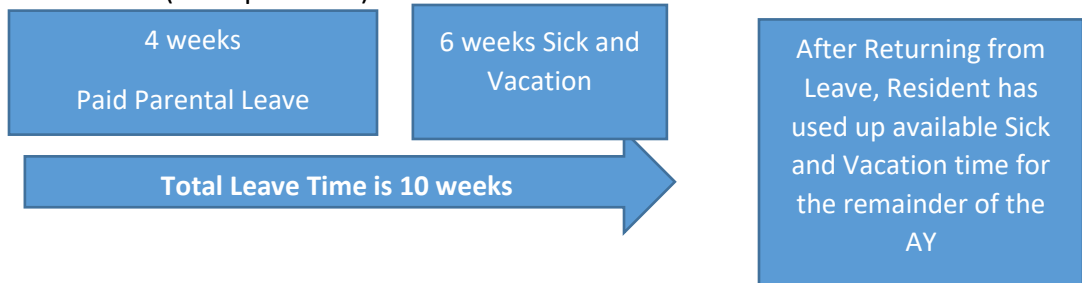 4 weeks
Paid Parental Leave
6 weeks Sick and
Vacation
Total Leave Time is 10 weeks
After Returning from
Leave, Resident has
used up available Sick
and Vacation time for
the remainder of the
AY